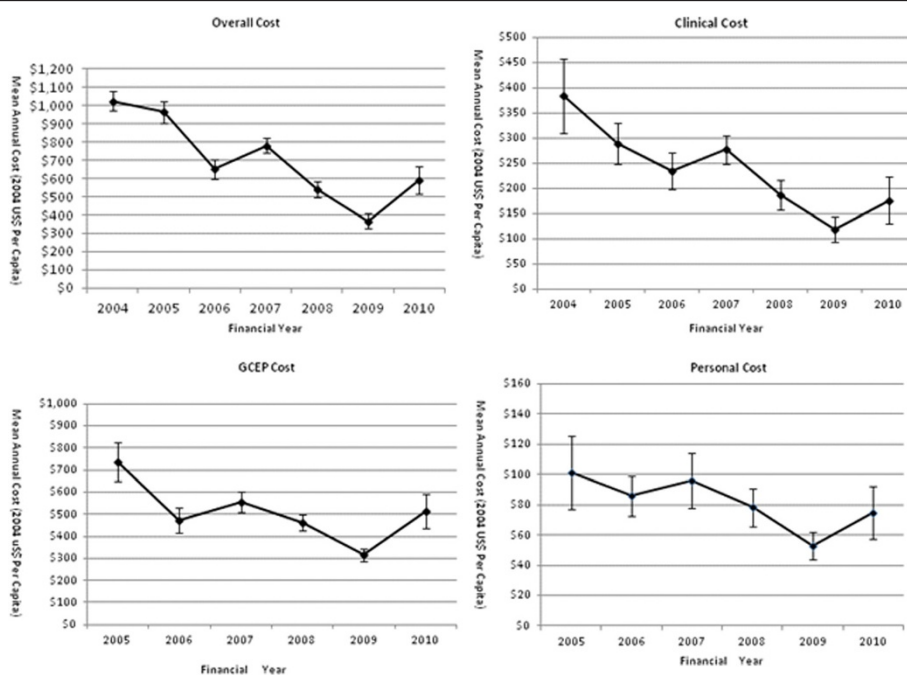 Overall Cost
Mean Annual Cost (2004 US$ Per Capita)
$1,200
$1,100
$1,000
$900
$800
$700
$600
$500
$400
$300
$200
$100
$0
2004 2005 2006 2007 2008 2009 2010
Financial Year
Clinical Cost
Mean Annual Cost (2004 US$ Per Capita)
$500
$450
$400
$350
$300
$250
$200
$150
$100
$50
$0
2004 2005 2006 2007 2008 2009 2010
Financial Year
GCEP Cost
Mean Annual Cost (2004 uS$ Per Capita)
$1,000
$900
$800
$700
$600
$500
$400
$300
$200
$100
$0
2005 2006 2007 2008 2009 2010
Financial Year
Personal Cost
Mean Annual Cost (2004 US$ Per Capita)
$160
$140
$120
$100
$80
$60
$40
$20
$0
2005 2006 2007 2008 2009 2010
Financial Year